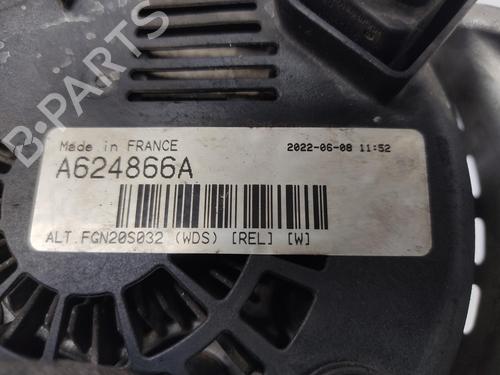 B-PARTS
Made in FRANCE 2022-06-08 11:52
A624866A
ALT.FGN20S032 (WDS) [REL] [W]